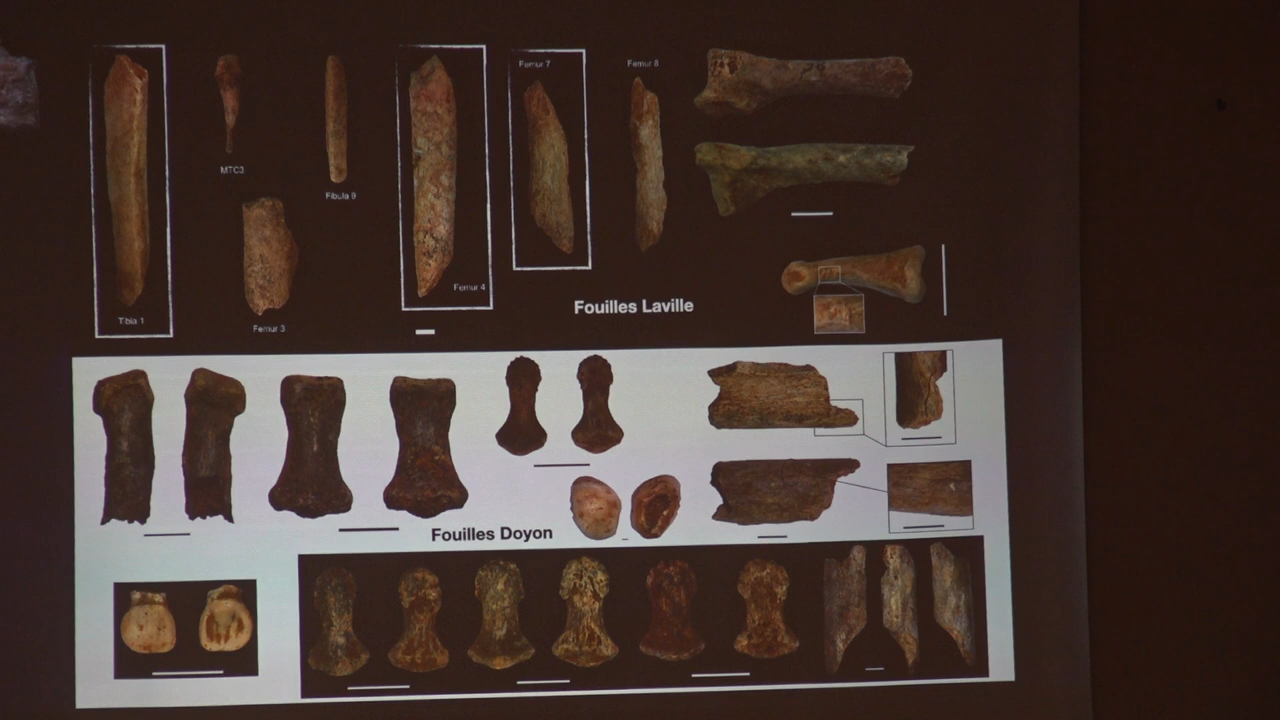 Femur 7
Femur 8
MTC3
Fibula 9
Femur 4
Fouilles Laville
Tibia 1
Femur 3
Fouilles Doyon